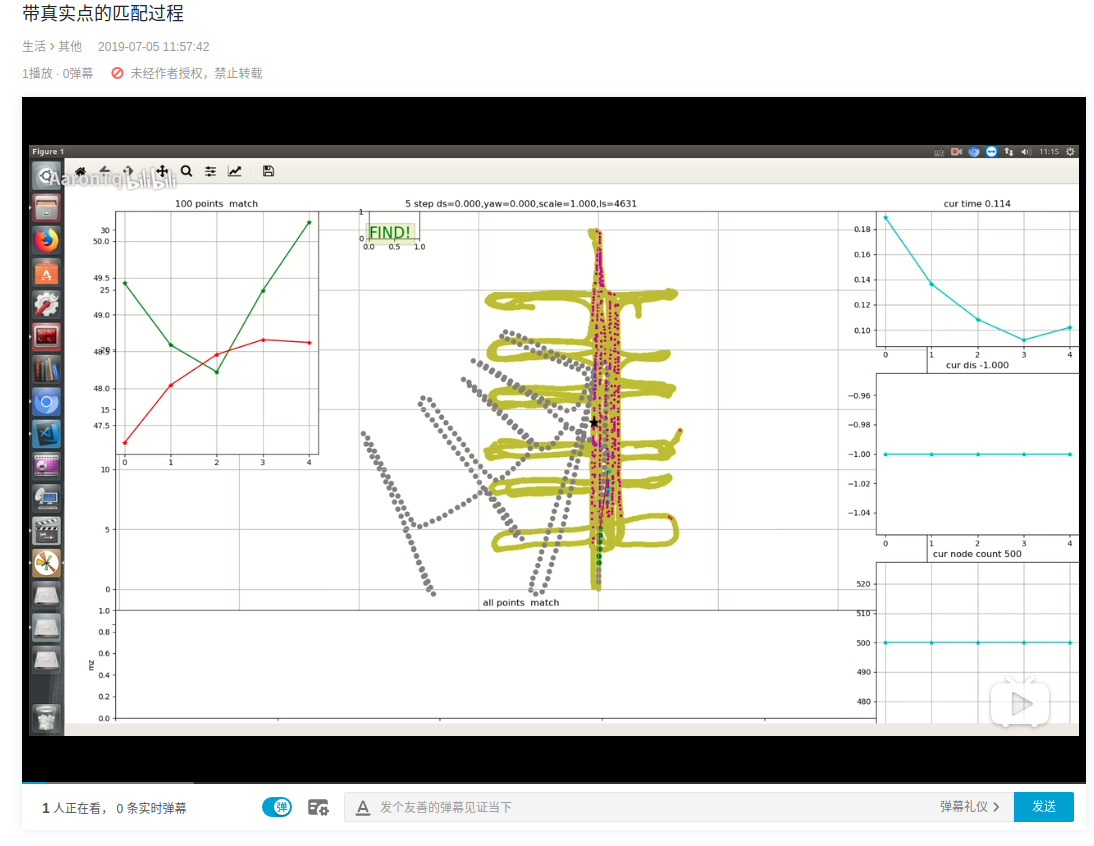 带真实点的匹配过程
生活 > 其他 2019-07-05 11:57:42
1播放 · 0弹幕 未经作者授权，禁止转载
Figure 1
11:15
AaronTq bilibili
100 points match
5 step ds=0.000,yaw=0.000,scale=1.000,ls=4631
cur time 0.114
FIND!
1
0
0.0 0.5 1.0
30
50.0
49.5
25
49.0
48.0
15
47.5
10
5
0
0 1 2 3 4
0.18
0.16
0.14
0.12
0.10
0 1 2 3 4
cur dis -1.000
−0.96
−0.98
−1.00
−1.02
−1.04
0 1 2 3 4
cur node count 500
520
510
500
490
480
all points match
mz
1.0
0.8
0.6
0.4
0.2
0.0
1 人正在看， 0 条实时弹幕
弹
A 发个友善的弹幕见证当下
弹幕礼仪 >
发送